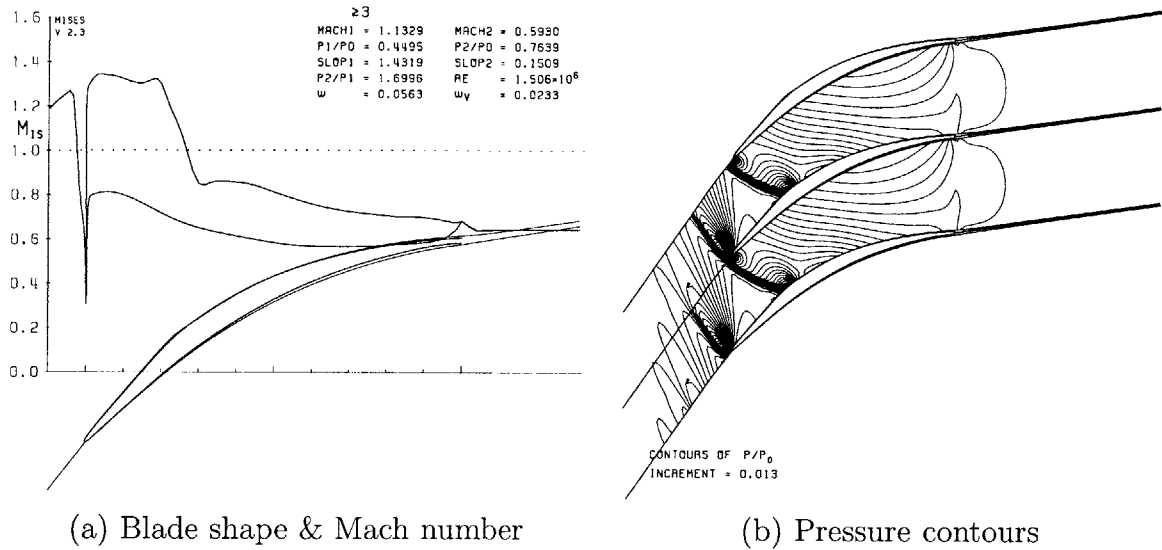 1.6
MISES
V 2.3
≥3
MACH1 = 1.1329 MACH2 = 0.5930
P1/P0 = 0.4495 P2/P0 = 0.7639
SLOP1 = 1.4319 SLOP2 = 0.1509
P2/P1 = 1.6996 RE = 1.506*10⁶
ω = 0.0563 ωv = 0.0233
1.4
1.2
MIS
1.0
0.8
0.6
0.4
0.2
0.0
CONTOURS OF P/P₀
INCREMENT = 0.013
(a) Blade shape & Mach number
(b) Pressure contours